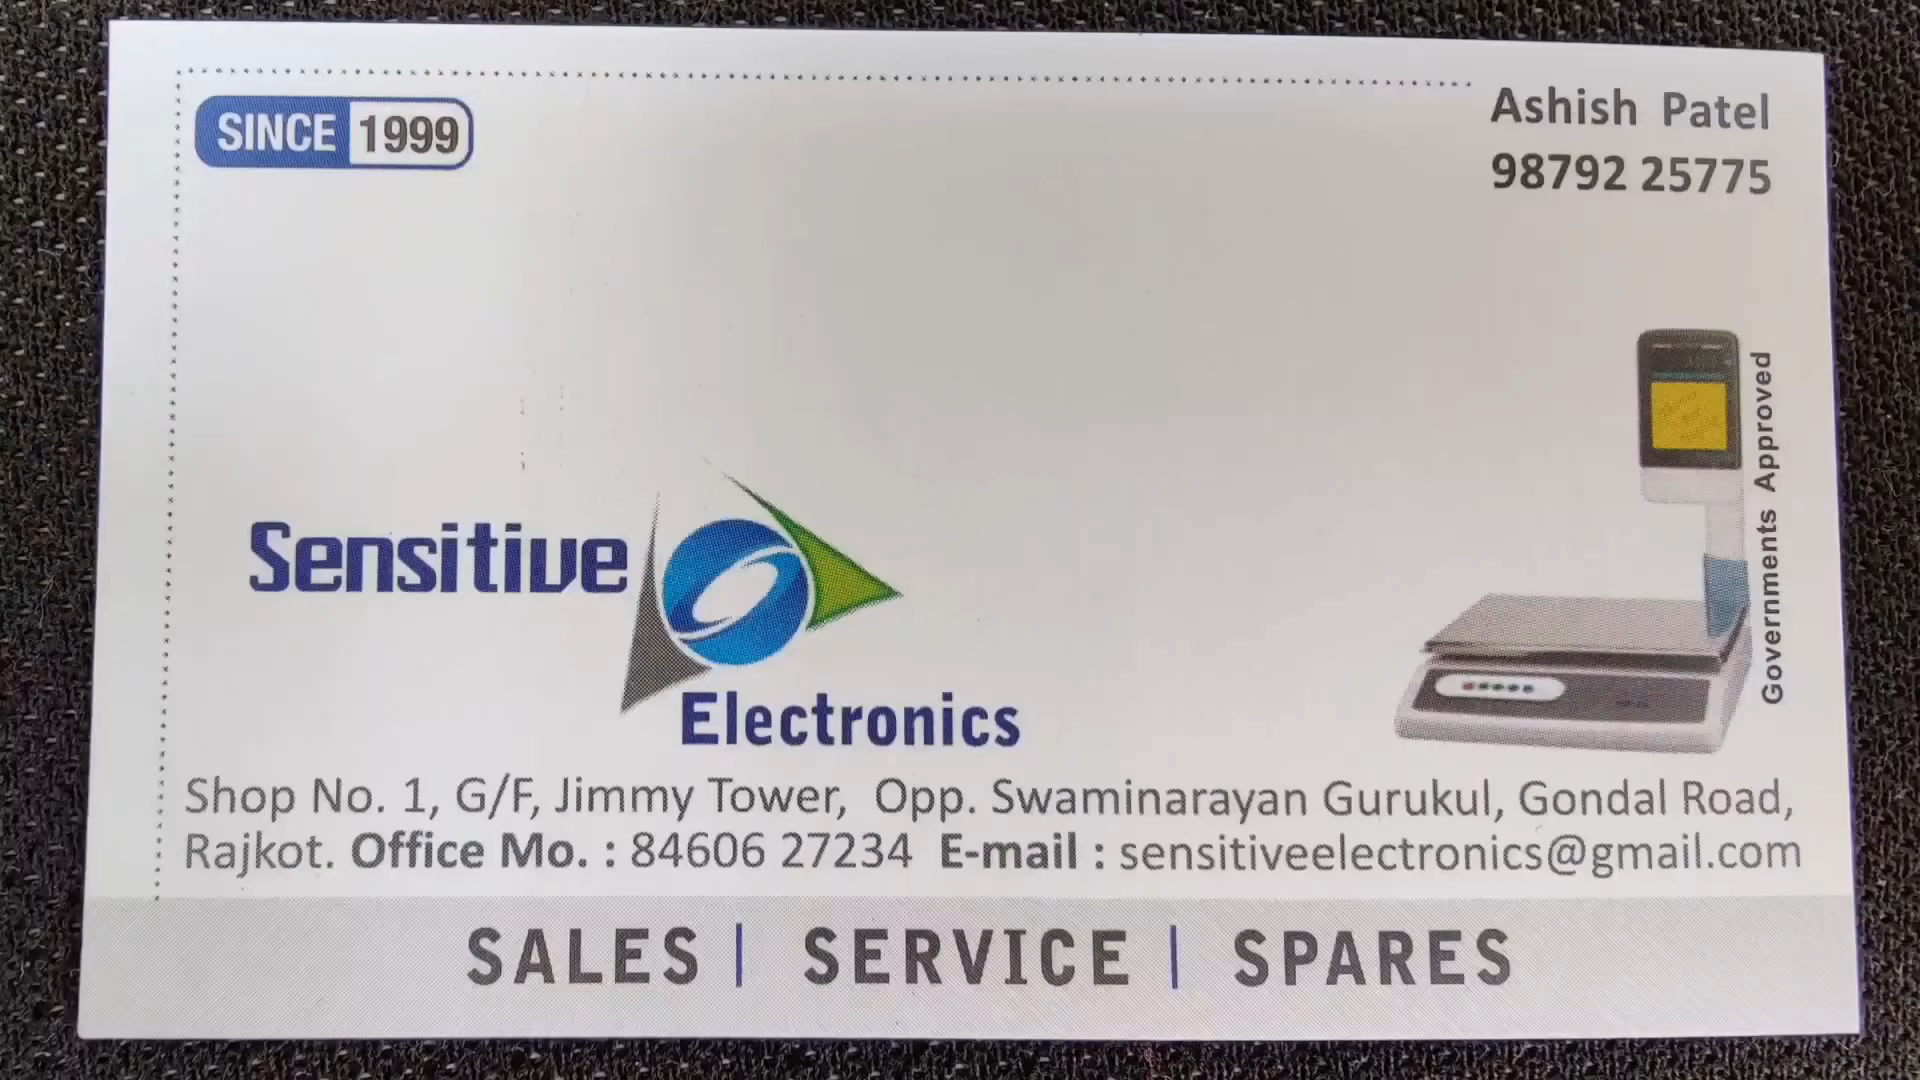 SINCE 1999
Ashish Patel
98792 25775
Governments Approved
Sensitive
Electronics
Shop No. 1, G/F, Jimmy Tower, Opp. Swaminarayan Gurukul, Gondal Road,
Rajkot. Office Mo. : 84606 27234 E-mail : sensitiveelectronics@gmail.com
SALES | SERVICE | SPARES